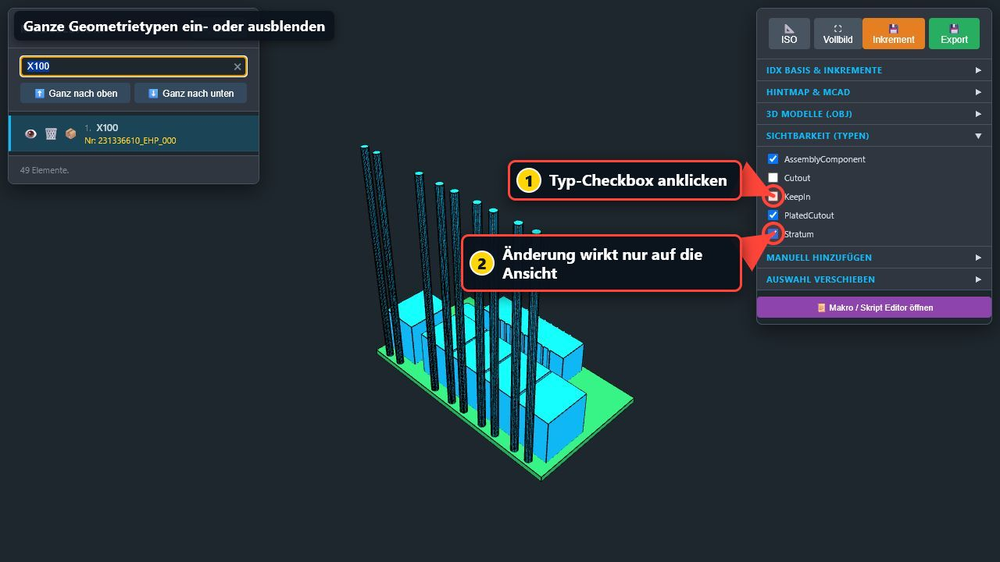 Ganze Geometrietypen ein- oder ausblenden
X100
Ganz nach oben
Ganz nach unten
1. X100
Nr: 231336610_EHP_000
49 Elemente.
ISO
Vollbild
Inkrement
Export
IDX BASIS & INKREMENTE
HINTMAP & MCAD
3D MODELLE (.OBJ)
SICHTBARKEIT (TYPEN)
AssemblyComponent
Cutout
KeepIn
PlatedCutout
Stratum
MANUELL HINZUFÜGEN
AUSWAHL VERSCHIEBEN
Makro / Skript Editor öffnen
1 Typ-Checkbox anklicken
2 Änderung wirkt nur auf die
Ansicht